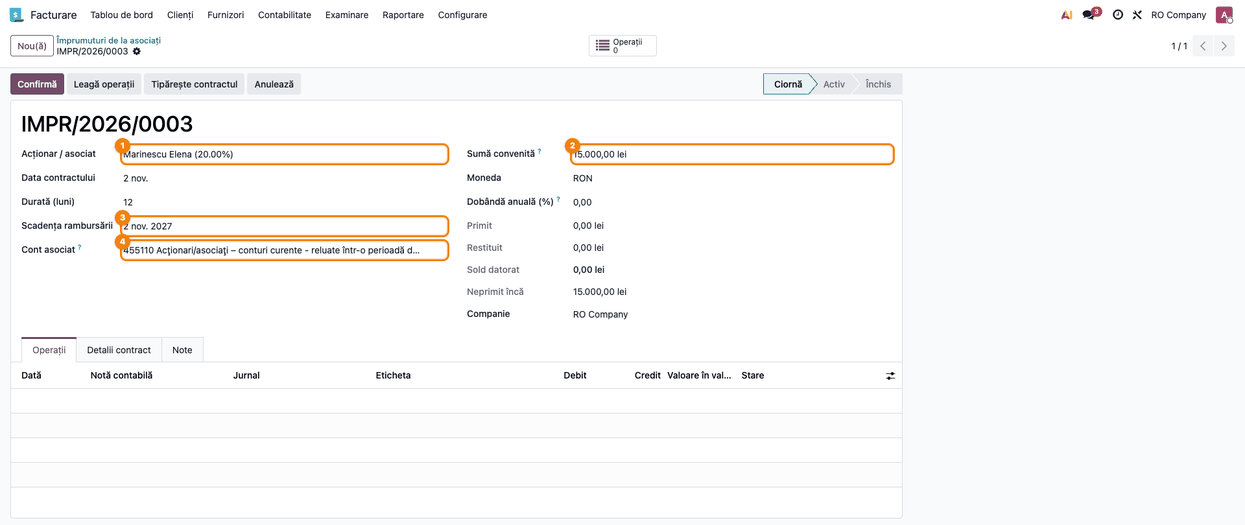 Facturare Tablou de bord Clienți Furnizori Contabilitate Examinare Raportare Configurare AI 3 RO Company A
Nou(ă) Împrumuturi de la asociați
IMPR/2026/0003
Operații
0
1 / 1
Confirmă Leagă operații Tipărește contractul Anulează Ciornă Activ Închis
IMPR/2026/0003
Acționar / asociat 1 Marinescu Elena (20.00%) Sumă convenită ? 2 15.000,00 lei
Data contractului 2 nov. Moneda RON
Durată (luni) 12 Dobândă anuală (%) ? 0,00
Scadența rambursării 3 2 nov. 2027 Primit 0,00 lei
Cont asociat ? 4 455110 Acționari/asociați – conturi curente - reluate într-o perioadă d... Restituit 0,00 lei
Sold datorat 0,00 lei
Neprimit încă 15.000,00 lei
Companie RO Company
Operații Detalii contract Note
Dată Notă contabilă Jurnal Eticheta Debit Credit Valoare în val... Stare